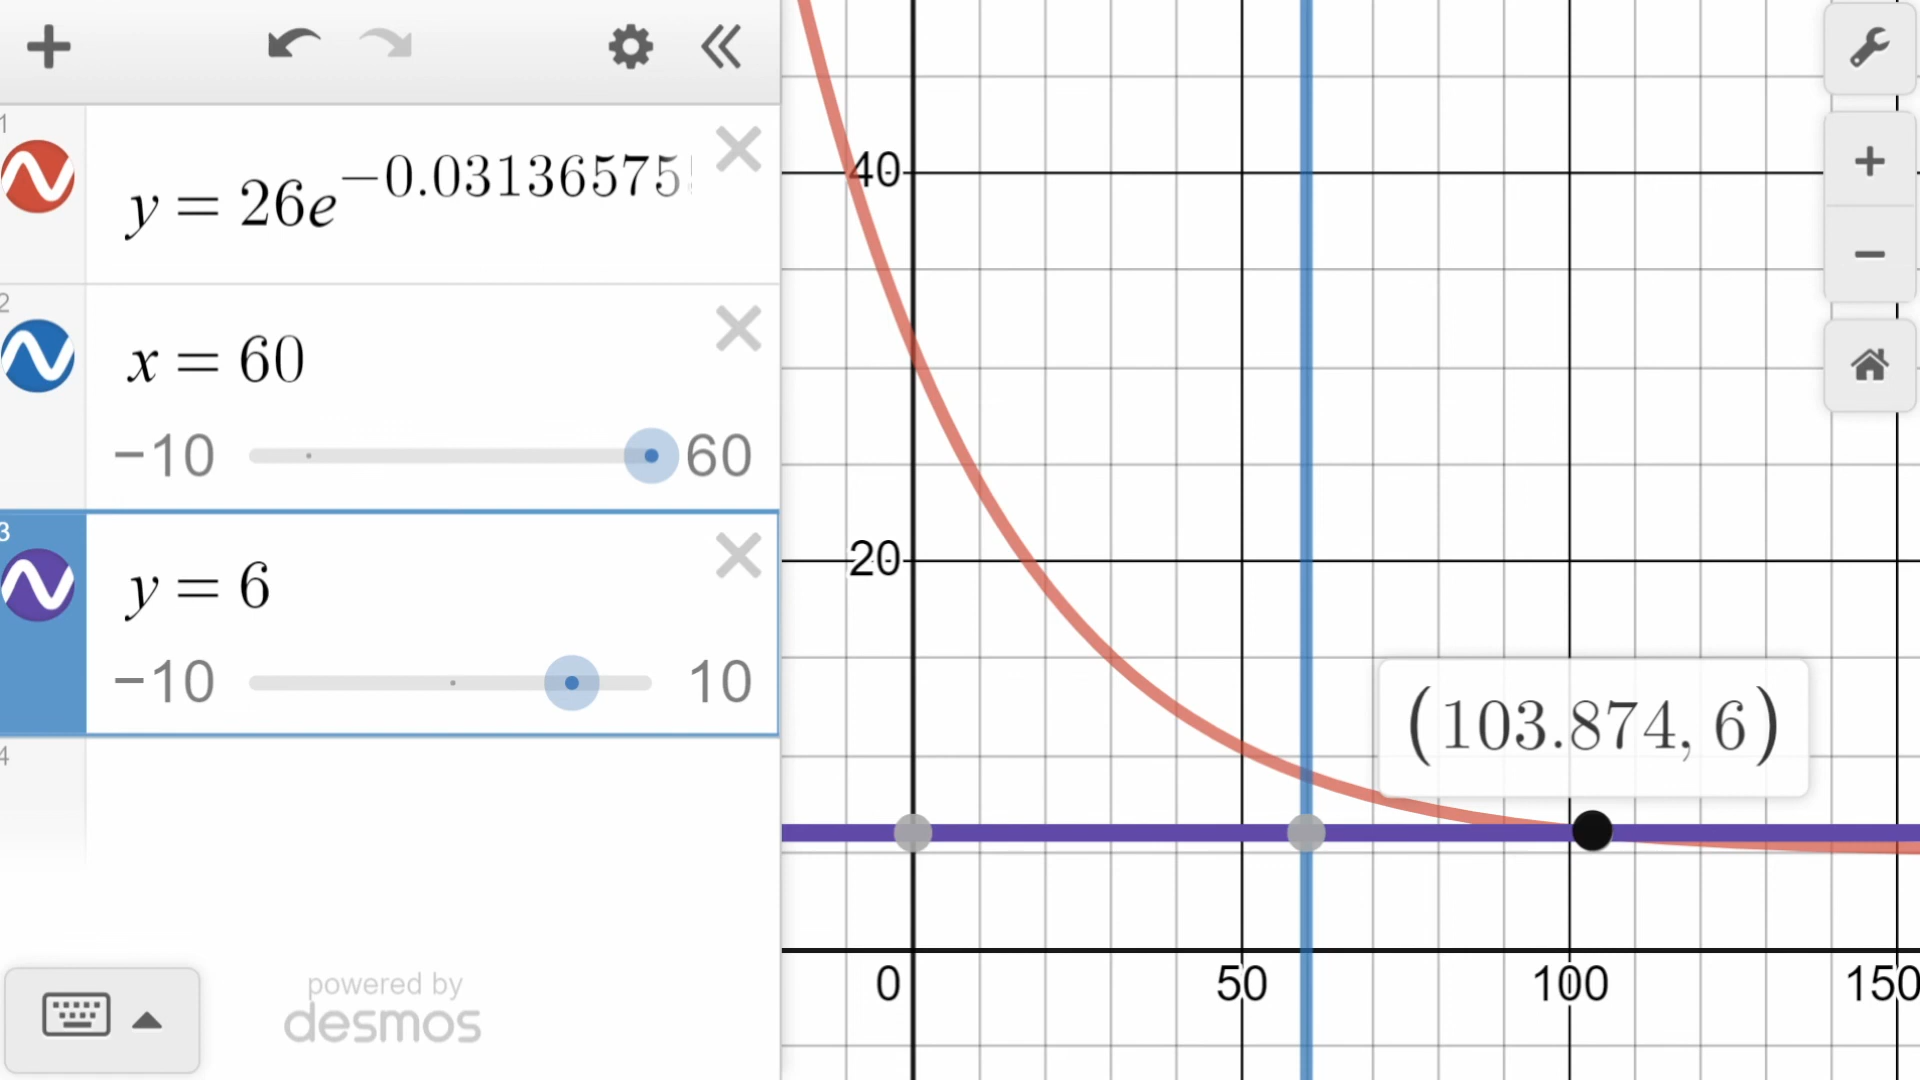 1
y = 26e^{−0.03136575
2
x = 60
−10 60
3
y = 6
−10 10
4
powered by
desmos
40
20
(103.874, 6)
0 50 100 150